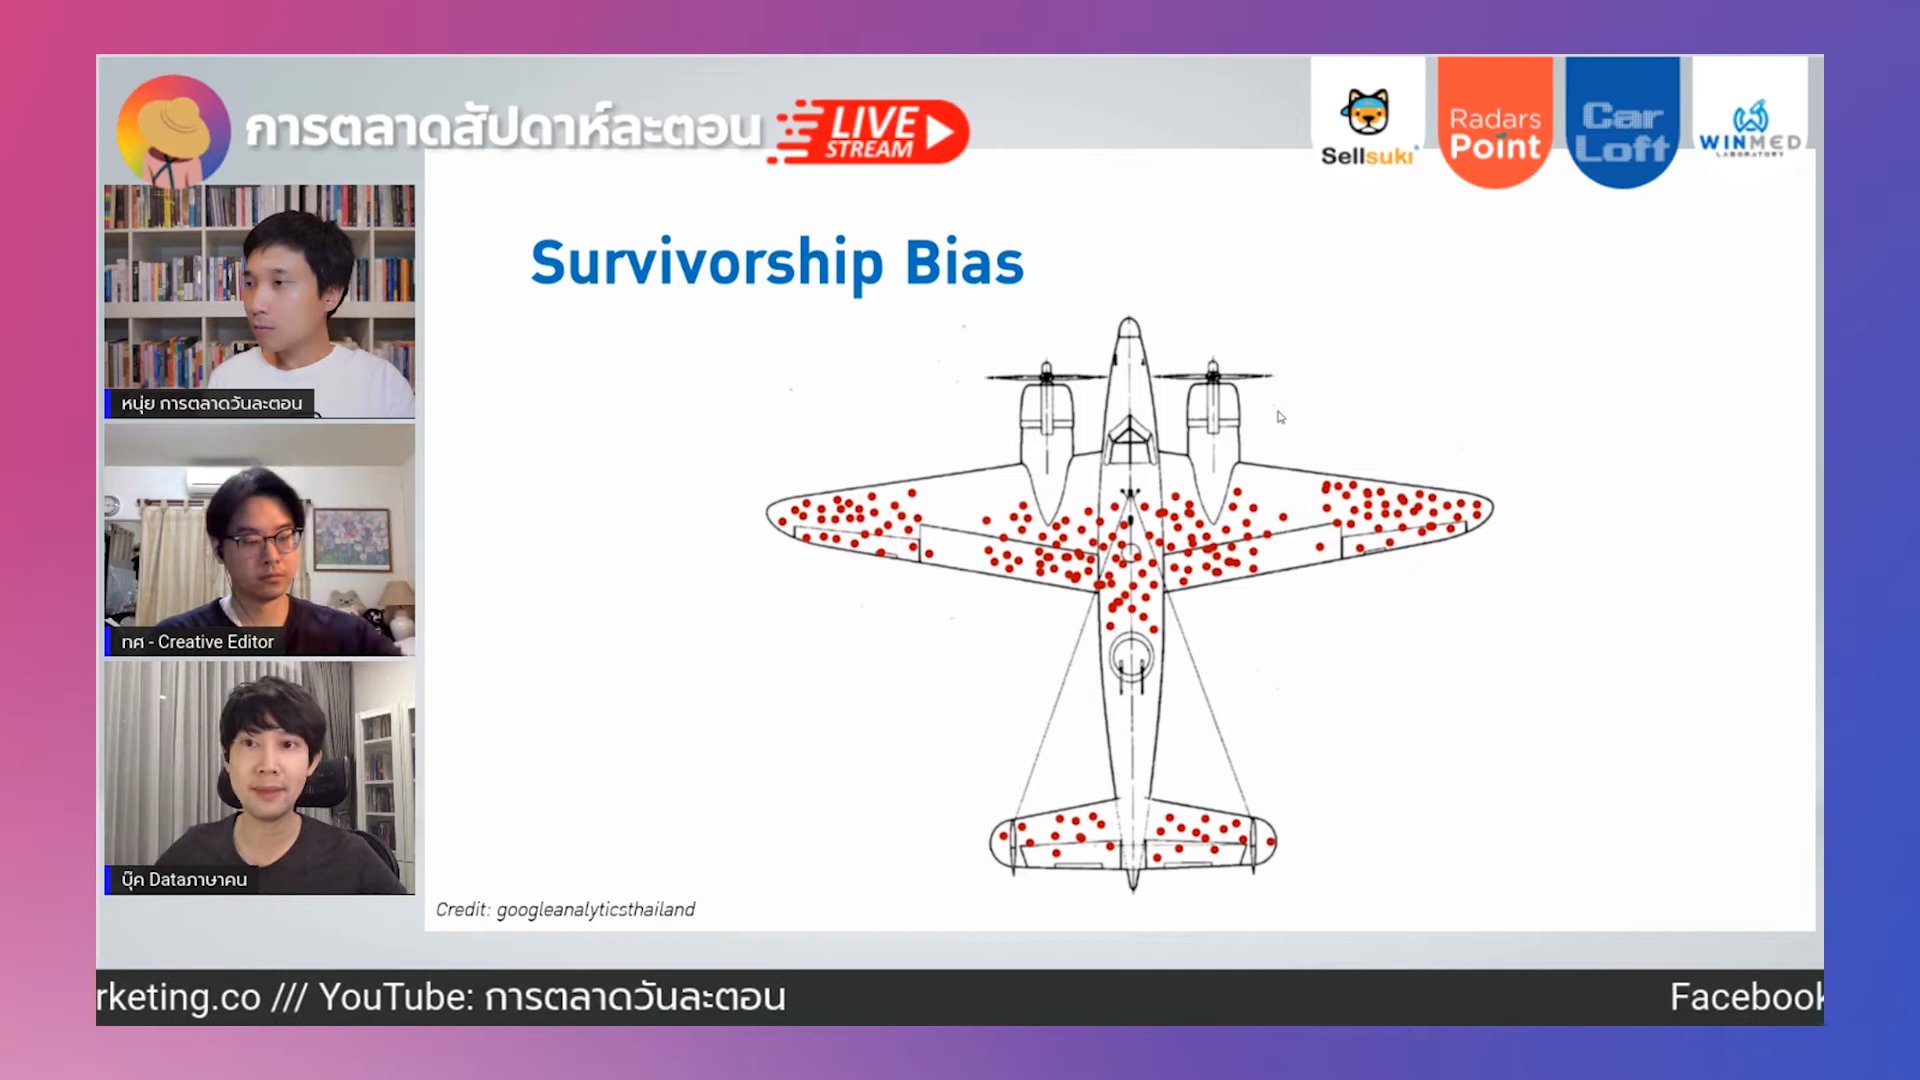 การตลาดสัปดาห์ละตอน
LIVE
STREAM
Sellsuki
Radars
Point
Car
Loft
WINMED
LABORATORY
Survivorship Bias
หนุ่ย การตลาดวันละตอน
ทศ - Creative Editor
บุ๊ค Dataภาษาคน
Credit: googleanalyticsthailand
rketing.co /// YouTube: การตลาดวันละตอน
Facebook